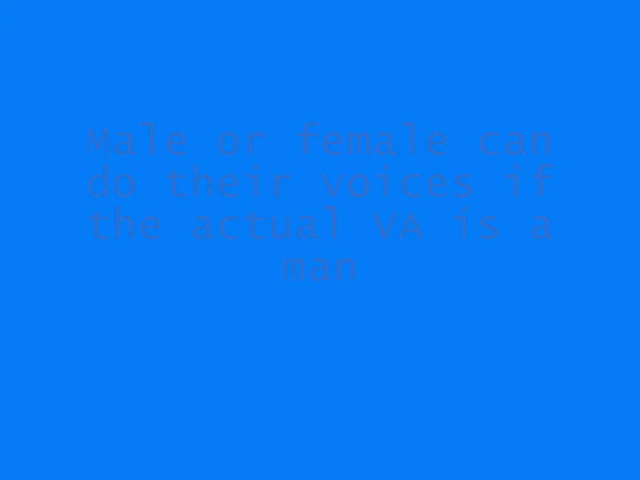 Male or female can
do their voices if
the actual VA is a
man